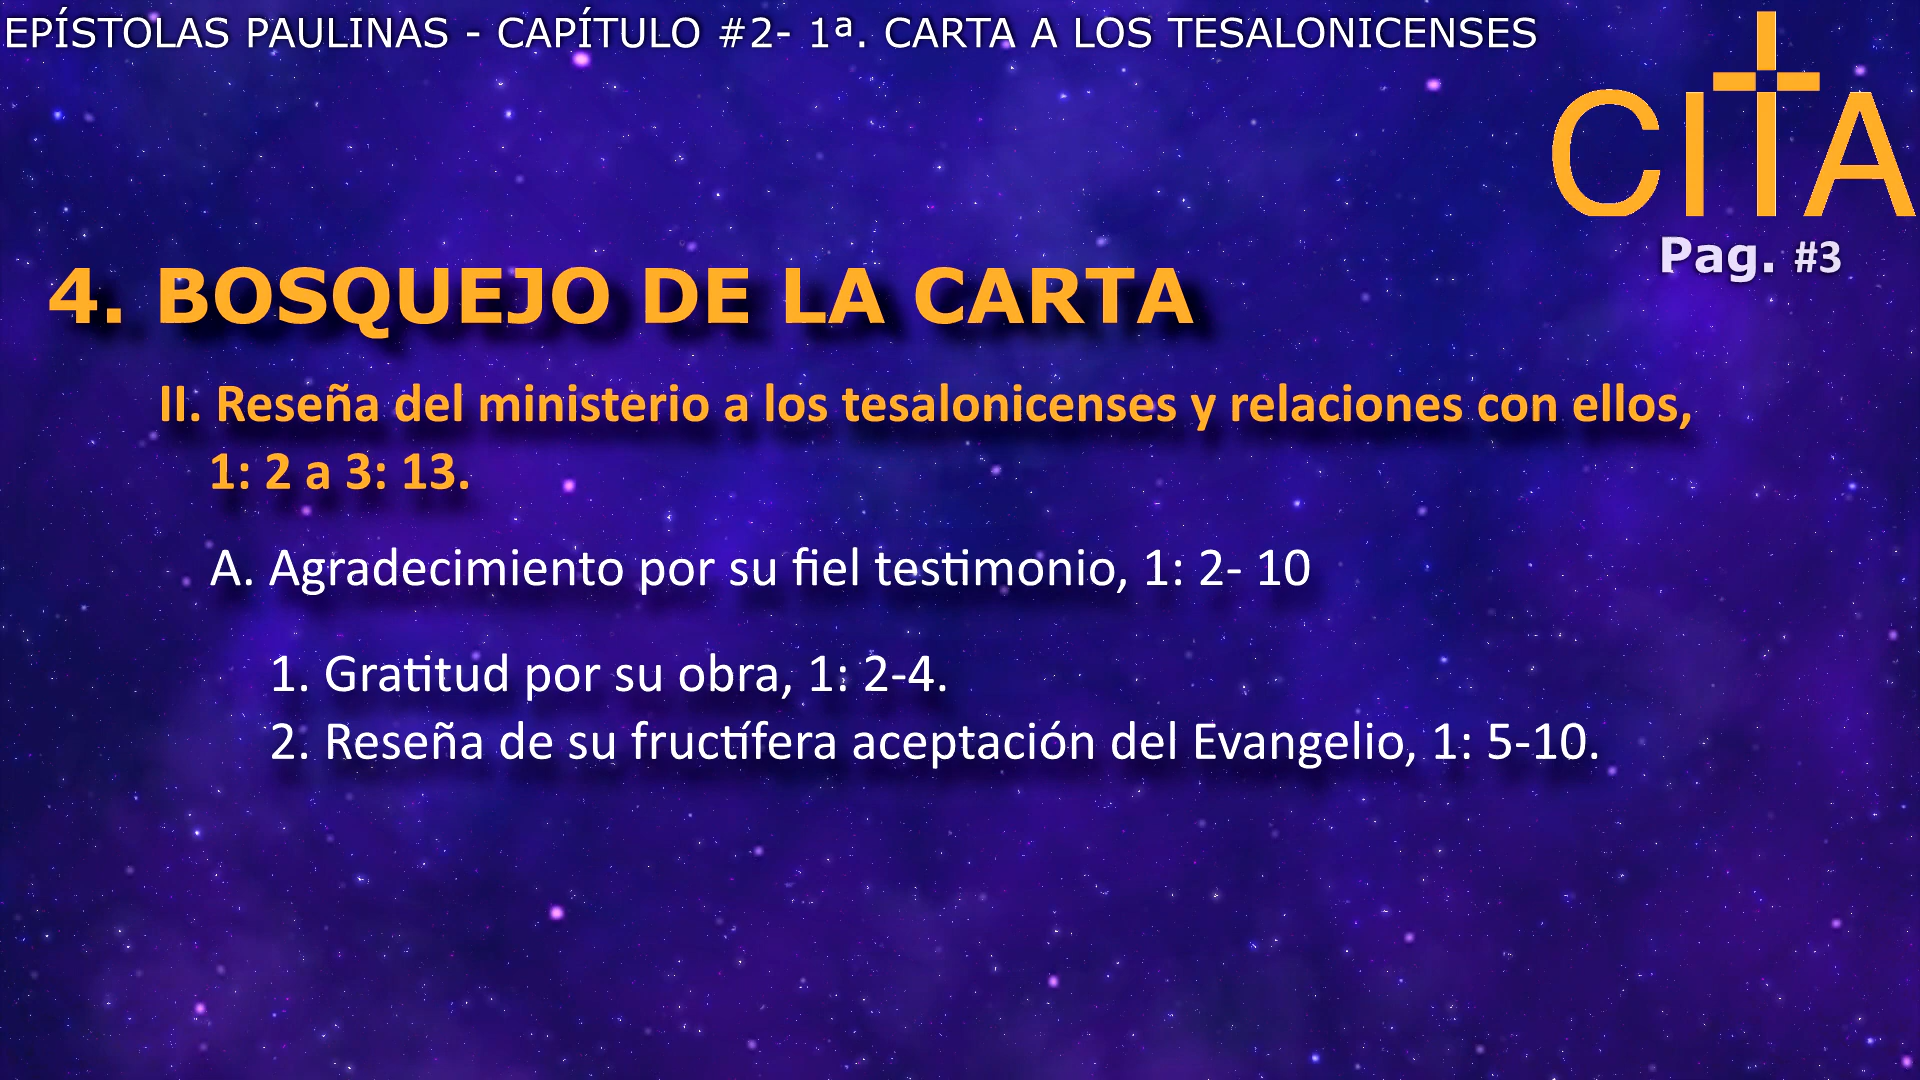 EPÍSTOLAS PAULINAS - CAPÍTULO #2- 1ª. CARTA A LOS TESALONICENSES
CITA
Pag. #3
4. BOSQUEJO DE LA CARTA
II. Reseña del ministerio a los tesalonicenses y relaciones con ellos,
1: 2 a 3: 13.
A. Agradecimiento por su fiel testimonio, 1: 2- 10
1. Gratitud por su obra, 1: 2-4.
2. Reseña de su fructífera aceptación del Evangelio, 1: 5-10.